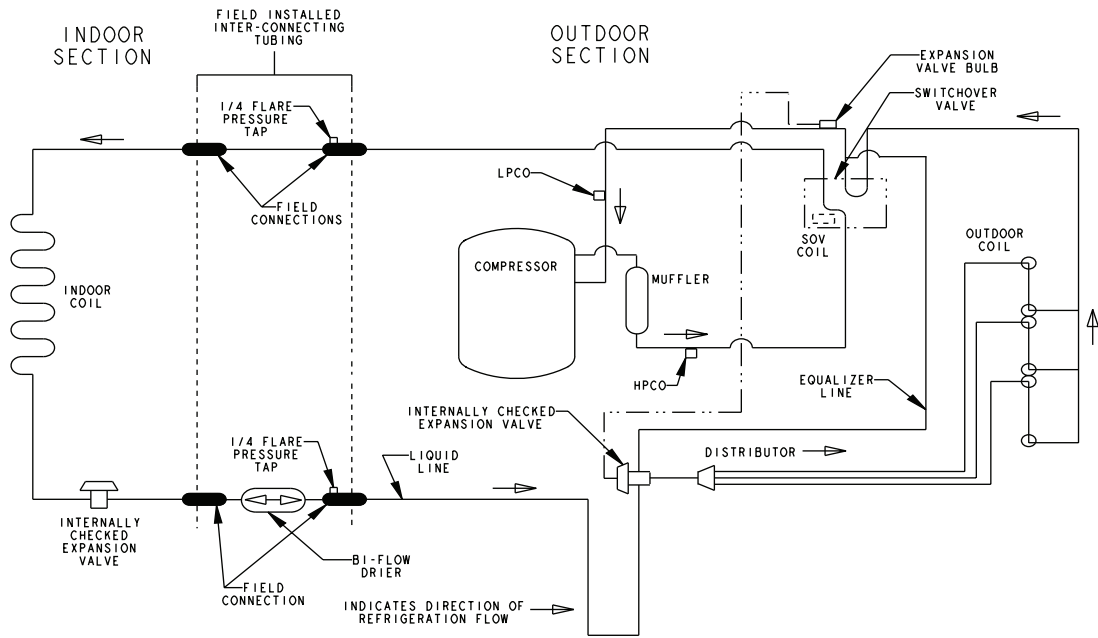 INDOOR
SECTION
FIELD INSTALLED
INTER-CONNECTING
TUBING
OUTDOOR
SECTION
EXPANSION
VALVE BULB
SWITCHOVER
VALVE
1/4 FLARE
PRESSURE
TAP
LPCO
FIELD
CONNECTIONS
SOV
COIL
OUTDOOR
COIL
COMPRESSOR
MUFFLER
INDOOR
COIL
HPCO
EQUALIZER
LINE
INTERNALLY CHECKED
EXPANSION VALVE
1/4 FLARE
PRESSURE
TAP
LIQUID
LINE
DISTRIBUTOR
INTERNALLY
CHECKED
EXPANSION
VALVE
BI-FLOW
DRIER
FIELD
CONNECTION
INDICATES DIRECTION OF
REFRIGERATION FLOW